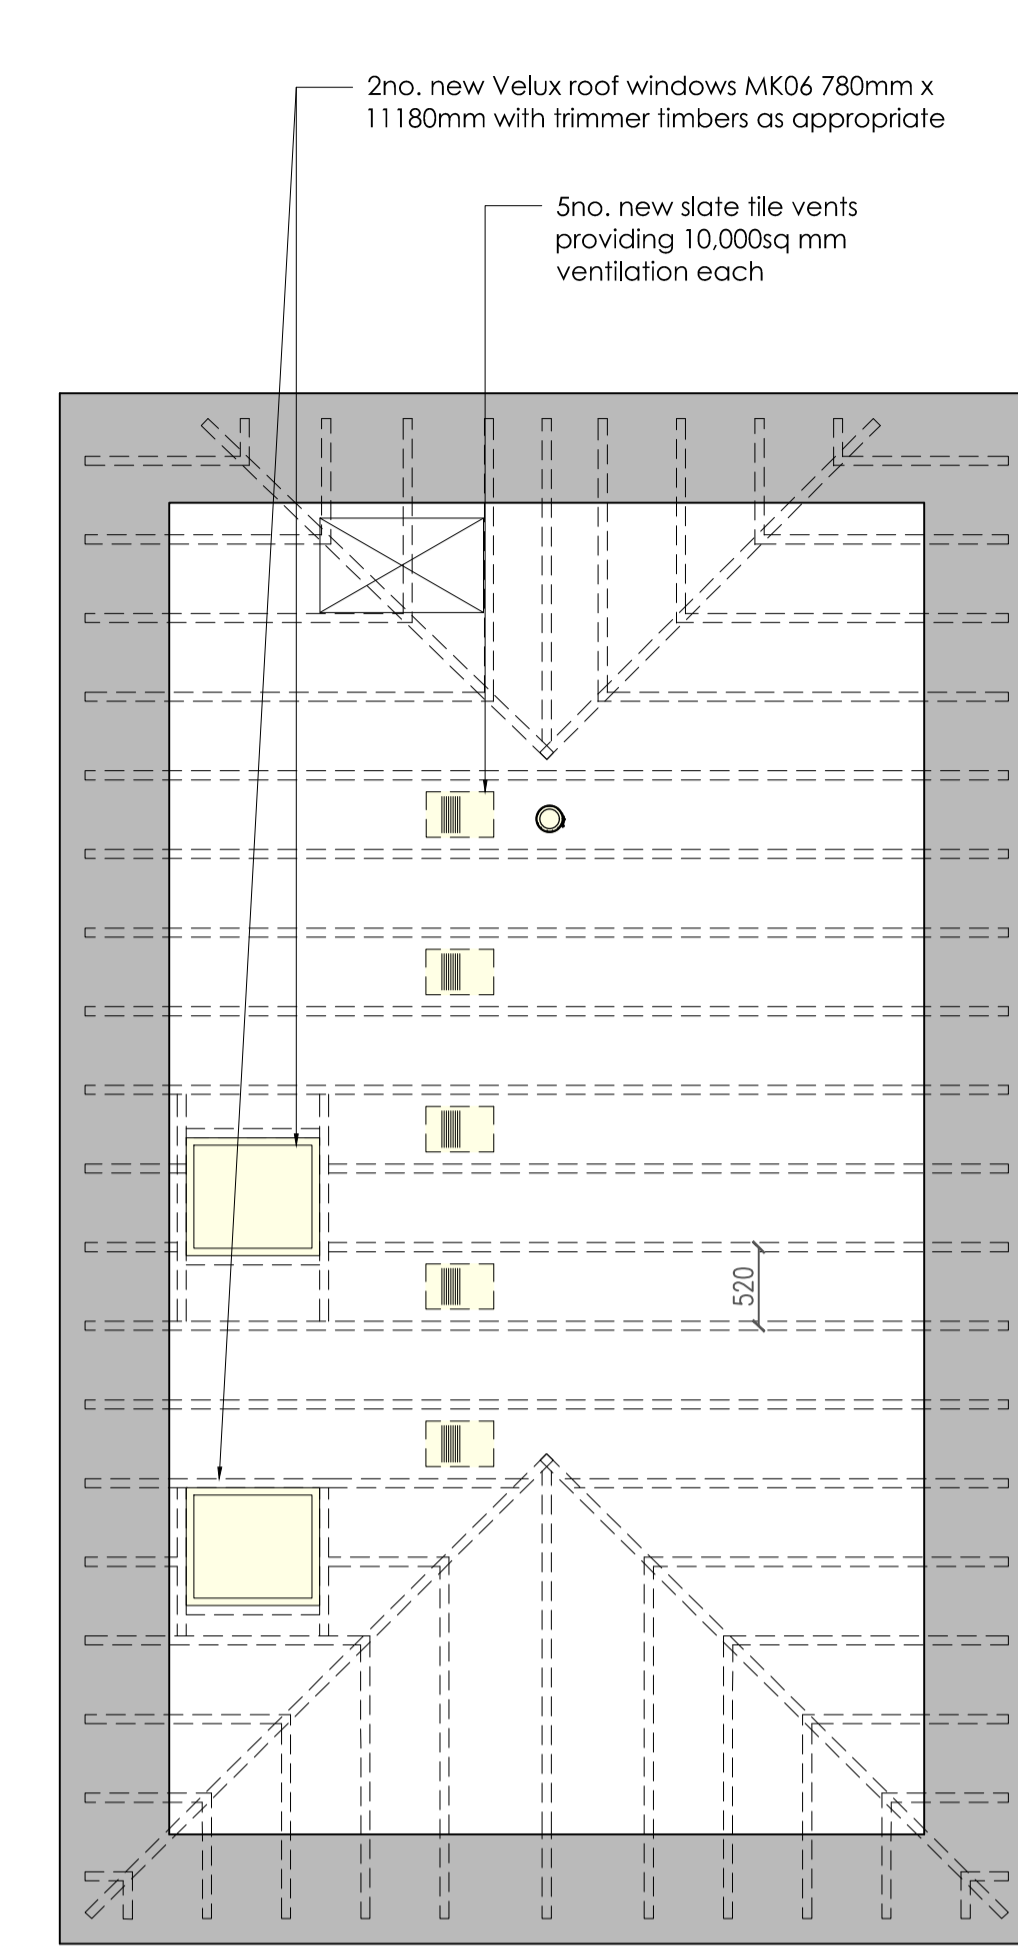 2no. new Velux roof windows MK06 780mm x
11180mm with trimmer timbers as appropriate
5no. new slate tile vents
providing 10,000sq mm
ventilation each
520